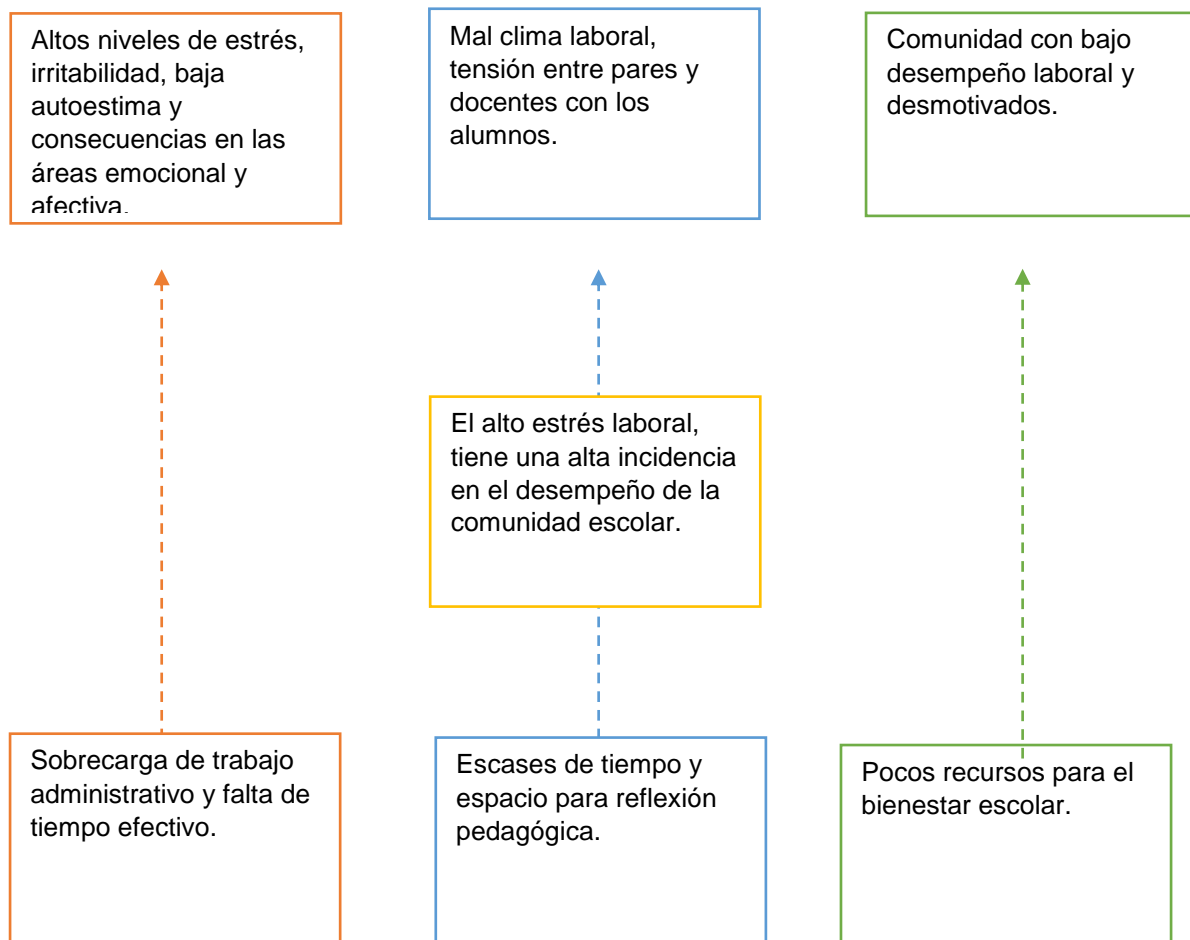 Altos niveles de estrés,
irritabilidad, baja
autoestima y
consecuencias en las
áreas emocional y
afectiva.
Mal clima laboral,
tensión entre pares y
docentes con los
alumnos.
Comunidad con bajo
desempeño laboral y
desmotivados.
El alto estrés laboral,
tiene una alta incidencia
en el desempeño de la
comunidad escolar.
Sobrecarga de trabajo
administrativo y falta de
tiempo efectivo.
Escases de tiempo y
espacio para reflexión
pedagógica.
Pocos recursos para el
bienestar escolar.